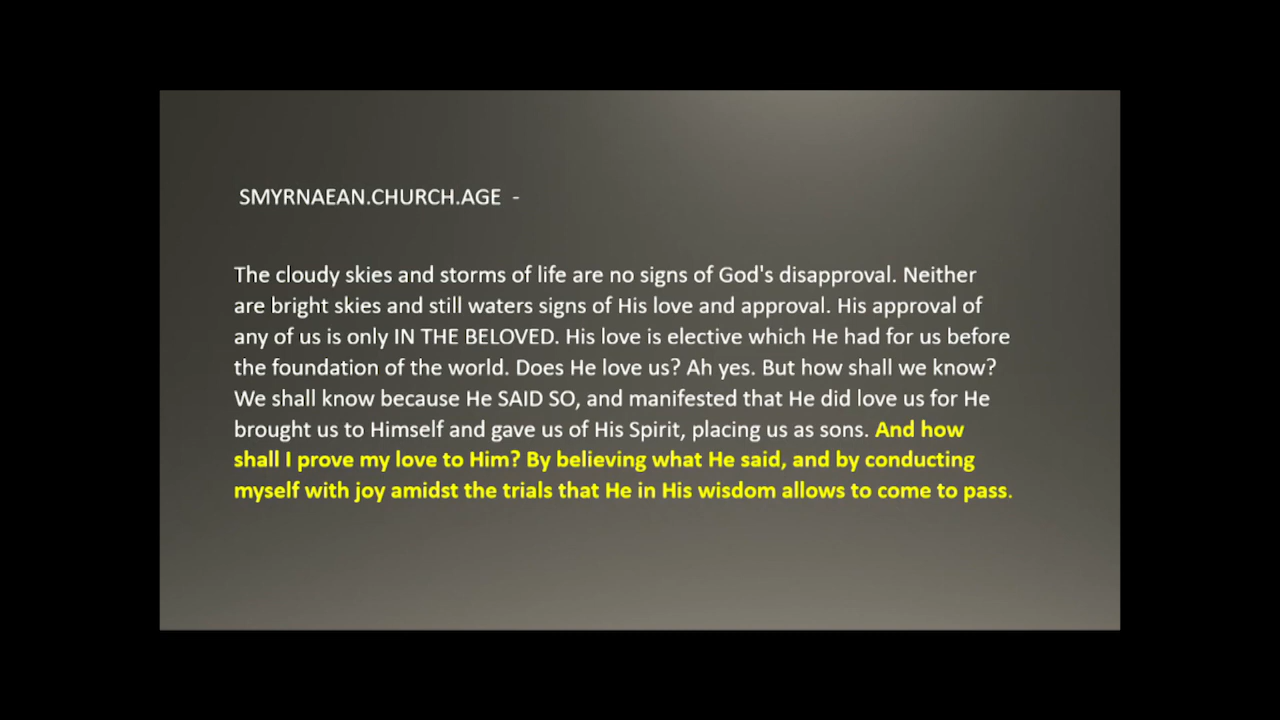 SMYRNAEAN.CHURCH.AGE -
The cloudy skies and storms of life are no signs of God's disapproval. Neither
are bright skies and still waters signs of His love and approval. His approval of
any of us is only IN THE BELOVED. His love is elective which He had for us before
the foundation of the world. Does He love us? Ah yes. But how shall we know?
We shall know because He SAID SO, and manifested that He did love us for He
brought us to Himself and gave us of His Spirit, placing us as sons. And how
shall I prove my love to Him? By believing what He said, and by conducting
myself with joy amidst the trials that He in His wisdom allows to come to pass.